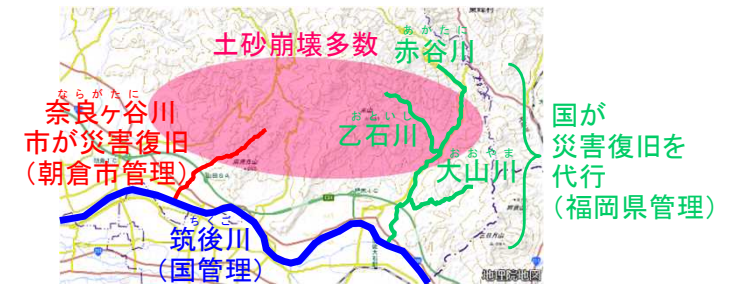 土砂崩壊多数
あかたに
赤谷川
ならがたに
奈良ヶ谷川
市が災害復旧
(朝倉市管理)
おといし
乙石川
おおやま
大山川
国が
災害復旧を
代行
(福岡県管理)
ちくご
筑後川
(国管理)
地理院地図